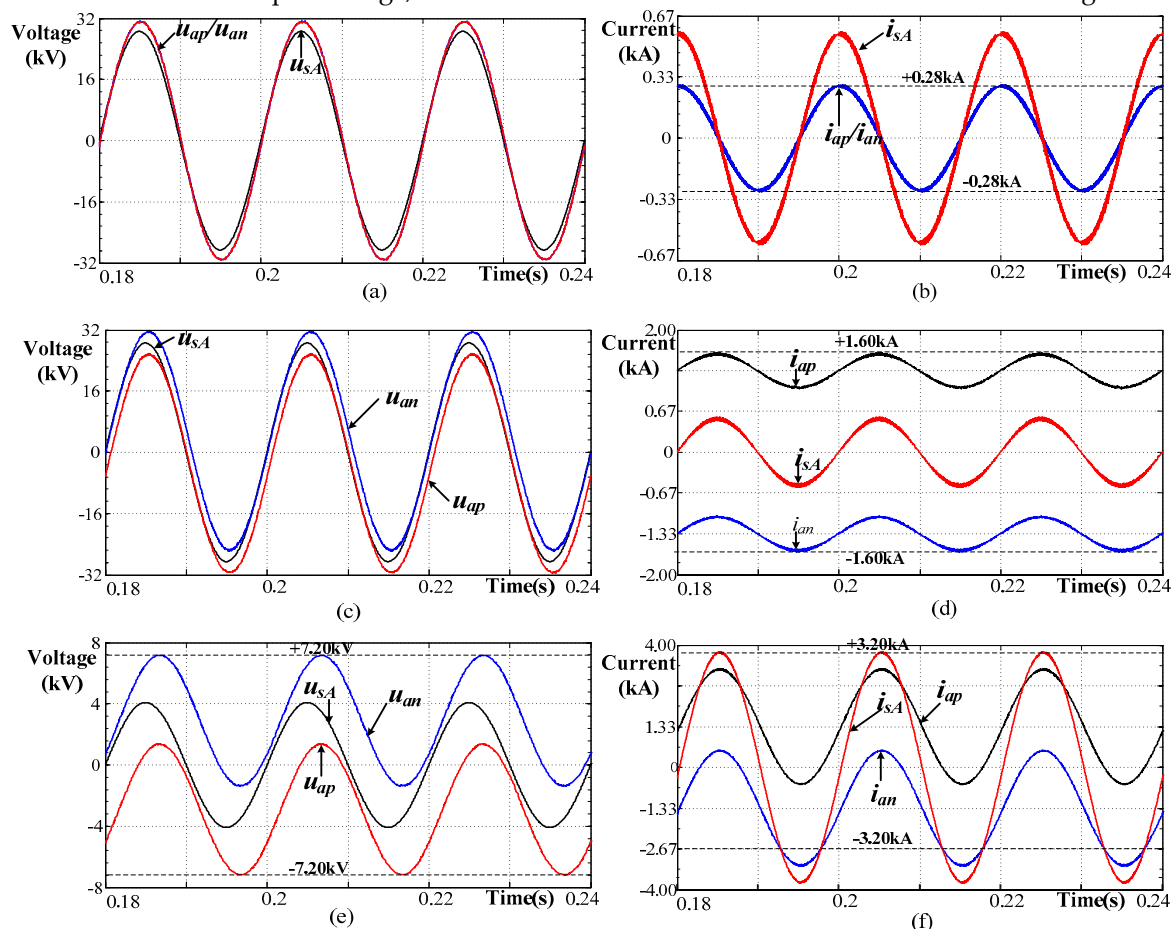 Voltage
(kV)
32
16
0
-16
-32
u_ap/u_an
u_sA
0.18
0.2
0.22
Time(s)
0.24
(a)
Current
(kA)
0.67
0.33
0
-0.33
-0.67
i_sA
+0.28kA
i_ap/i_an
-0.28kA
0.18
0.2
0.22
Time(s)
0.24
(b)
Voltage
(kV)
32
16
0
-16
-32
u_sA
u_an
u_ap
0.18
0.2
0.22
Time(s)
0.24
(c)
Current
(kA)
2.00
0.67
0
-0.67
-1.33
-2.00
+1.60kA
i_ap
i_sA
i_an
-1.60kA
0.18
0.2
0.22
Time(s)
0.24
(d)
Voltage
(kV)
8
4
0
-4
-8
+7.20kV
u_sA
u_an
u_ap
-7.20kV
0.18
0.2
0.22
Time(s)
0.24
(e)
Current
(kA)
4.00
1.33
0
-1.33
-2.67
-4.00
+3.20kA
i_sA
i_ap
i_an
-3.20kA
0.18
0.2
0.22
Time(s)
0.24
(f)